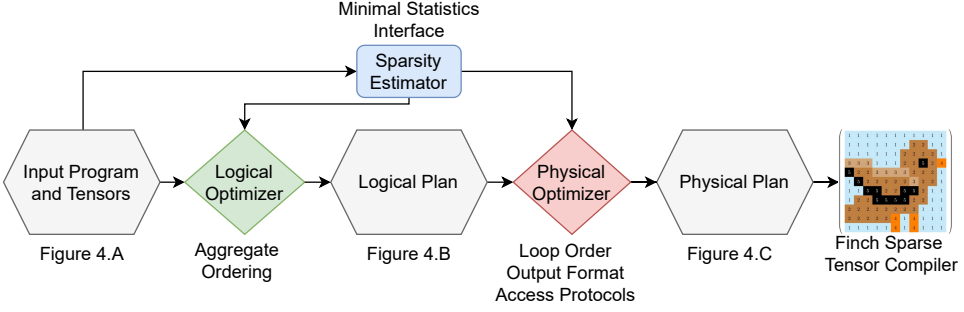 Minimal Statistics
Interface
Sparsity
Estimator
Input Program
and Tensors
Logical
Optimizer
Logical Plan
Physical
Optimizer
Physical Plan
Figure 4.A
Aggregate
Ordering
Figure 4.B
Loop Order
Output Format
Access Protocols
Figure 4.C
Finch Sparse
Tensor Compiler